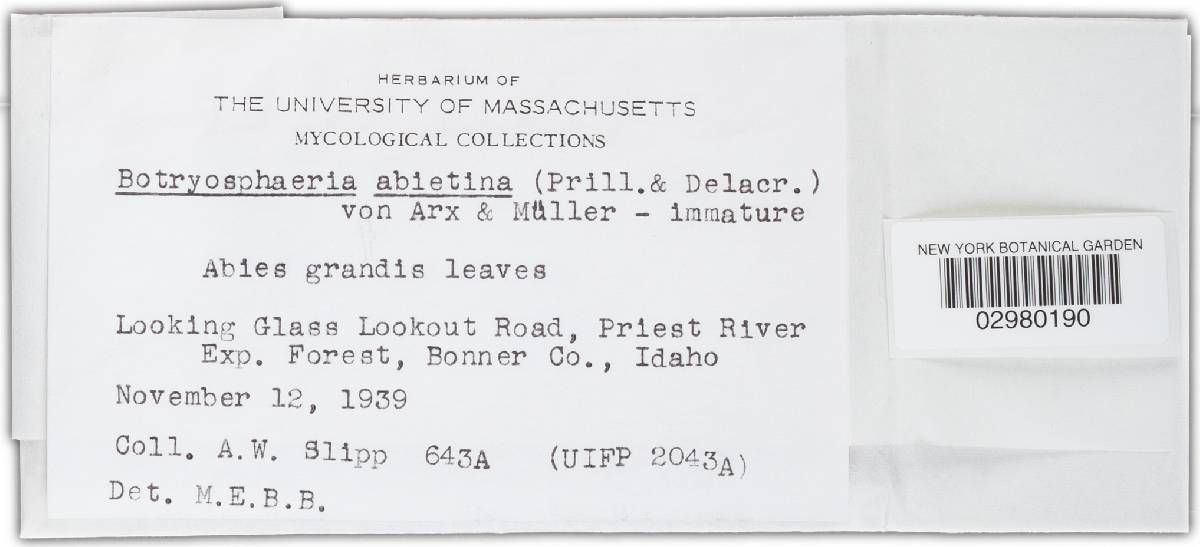 HERBARIUM OF
THE UNIVERSITY OF MASSACHUSETTS
MYCOLOGICAL COLLECTIONS
Botryosphaeria abietina (Prill.& Delacr.)
von Arx & Müller - immature
Abies grandis leaves
Looking Glass Lookout Road, Priest River
Exp. Forest, Bonner Co., Idaho
November 12, 1939
Coll. A.W. Slipp 643A (UIFP 2043A)
Det. M.E.B.B.
NEW YORK BOTANICAL GARDEN
02980190